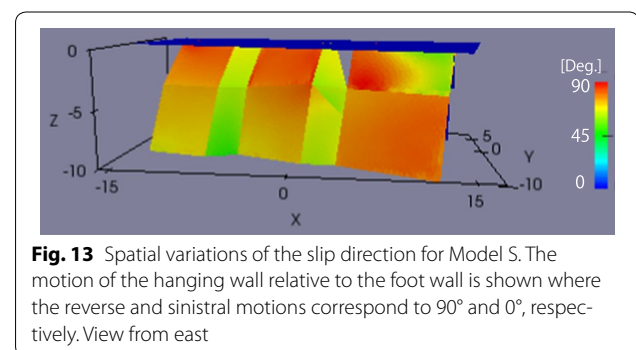 0
-5
Z
-10
-15
0
X
15
-10
Y
0
5
[Deg.]
90
45
0
Fig. 13 Spatial variations of the slip direction for Model S. The
motion of the hanging wall relative to the foot wall is shown where
the reverse and sinistral motions correspond to 90° and 0°, respec-
tively. View from east